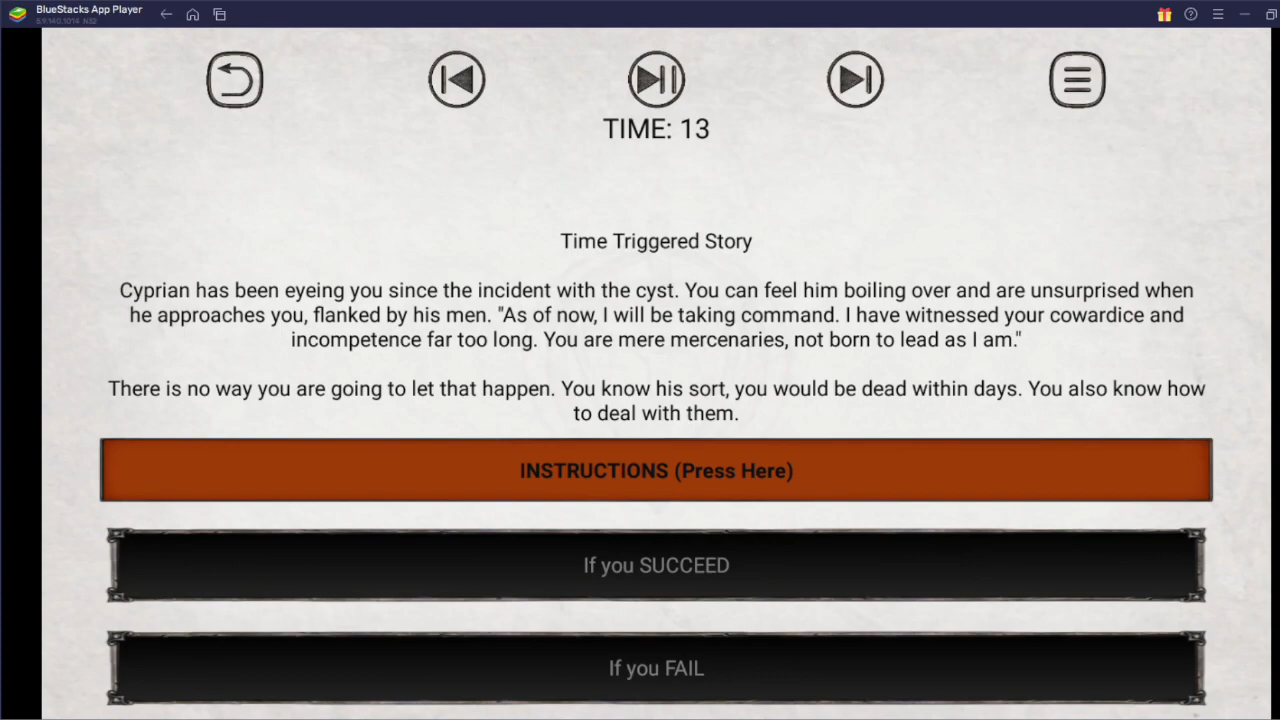 BlueStacks App Player
5.9.140.1014 N32
TIME: 13
Time Triggered Story
Cyprian has been eyeing you since the incident with the cyst. You can feel him boiling over and are unsurprised when
he approaches you, flanked by his men. "As of now, I will be taking command. I have witnessed your cowardice and
incompetence far too long. You are mere mercenaries, not born to lead as I am."
There is no way you are going to let that happen. You know his sort, you would be dead within days. You also know how
to deal with them.
INSTRUCTIONS (Press Here)
If you SUCCEED
If you FAIL